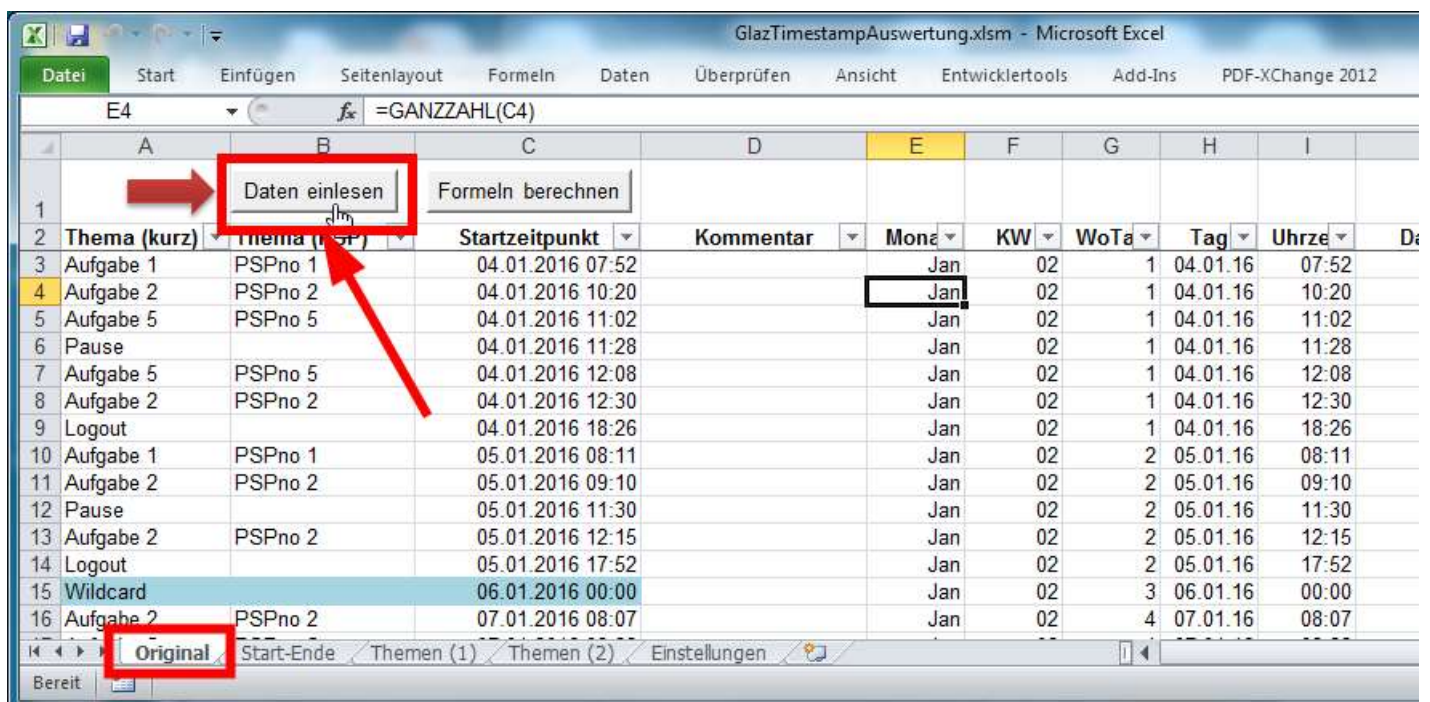 GlazTimestampAuswertung.xlsm - Microsoft Excel
Datei Start Einfügen Seitenlayout Formeln Daten Überprüfen Ansicht Entwicklertools Add-Ins PDF-XChange 2012
E4 fx =GANZZAHL(C4)
A B C D E F G H I
1 Daten einlesen Formeln berechnen
2 Thema (kurz) Thema (PSP) Startzeitpunkt Kommentar Mona KW WoTa Tag Uhrze Da
3 Aufgabe 1 PSPno 1 04.01.2016 07:52 Jan 02 1 04.01.16 07:52
4 Aufgabe 2 PSPno 2 04.01.2016 10:20 Jan 02 1 04.01.16 10:20
5 Aufgabe 5 PSPno 5 04.01.2016 11:02 Jan 02 1 04.01.16 11:02
6 Pause 04.01.2016 11:28 Jan 02 1 04.01.16 11:28
7 Aufgabe 5 PSPno 5 04.01.2016 12:08 Jan 02 1 04.01.16 12:08
8 Aufgabe 2 PSPno 2 04.01.2016 12:30 Jan 02 1 04.01.16 12:30
9 Logout 04.01.2016 18:26 Jan 02 1 04.01.16 18:26
10 Aufgabe 1 PSPno 1 05.01.2016 08:11 Jan 02 2 05.01.16 08:11
11 Aufgabe 2 PSPno 2 05.01.2016 09:10 Jan 02 2 05.01.16 09:10
12 Pause 05.01.2016 11:30 Jan 02 2 05.01.16 11:30
13 Aufgabe 2 PSPno 2 05.01.2016 12:15 Jan 02 2 05.01.16 12:15
14 Logout 05.01.2016 17:52 Jan 02 2 05.01.16 17:52
15 Wildcard 06.01.2016 00:00 Jan 02 3 06.01.16 00:00
16 Aufgabe 2 PSPno 2 07.01.2016 08:07 Jan 02 4 07.01.16 08:07
Original Start-Ende Themen (1) Themen (2) Einstellungen
Bereit